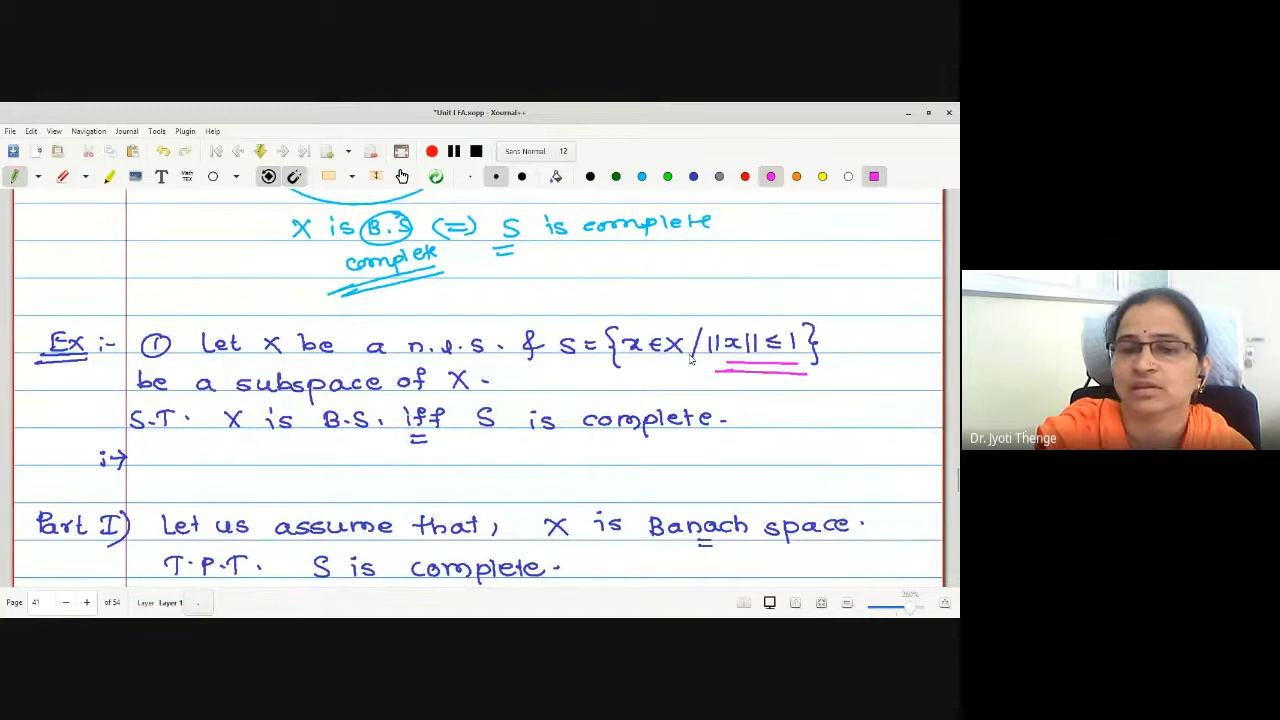 *Unit I FA.xopp - Xournal++
File Edit View Navigation Journal Tools Plugin Help
Sans Normal 12
X is B.S (=) S is complete
complete
Ex :- ① Let X be a n.l.s. & S = {x ∈ X / ||x|| ≤ 1}
be a subspace of X.
S.T. X is B.S. iff S is complete.
:→
Part I) Let us assume that, X is Banach space.
T.P.T. S is complete.
Dr. Jyoti Thenge
Page 41 of 54 Layer Layer 1